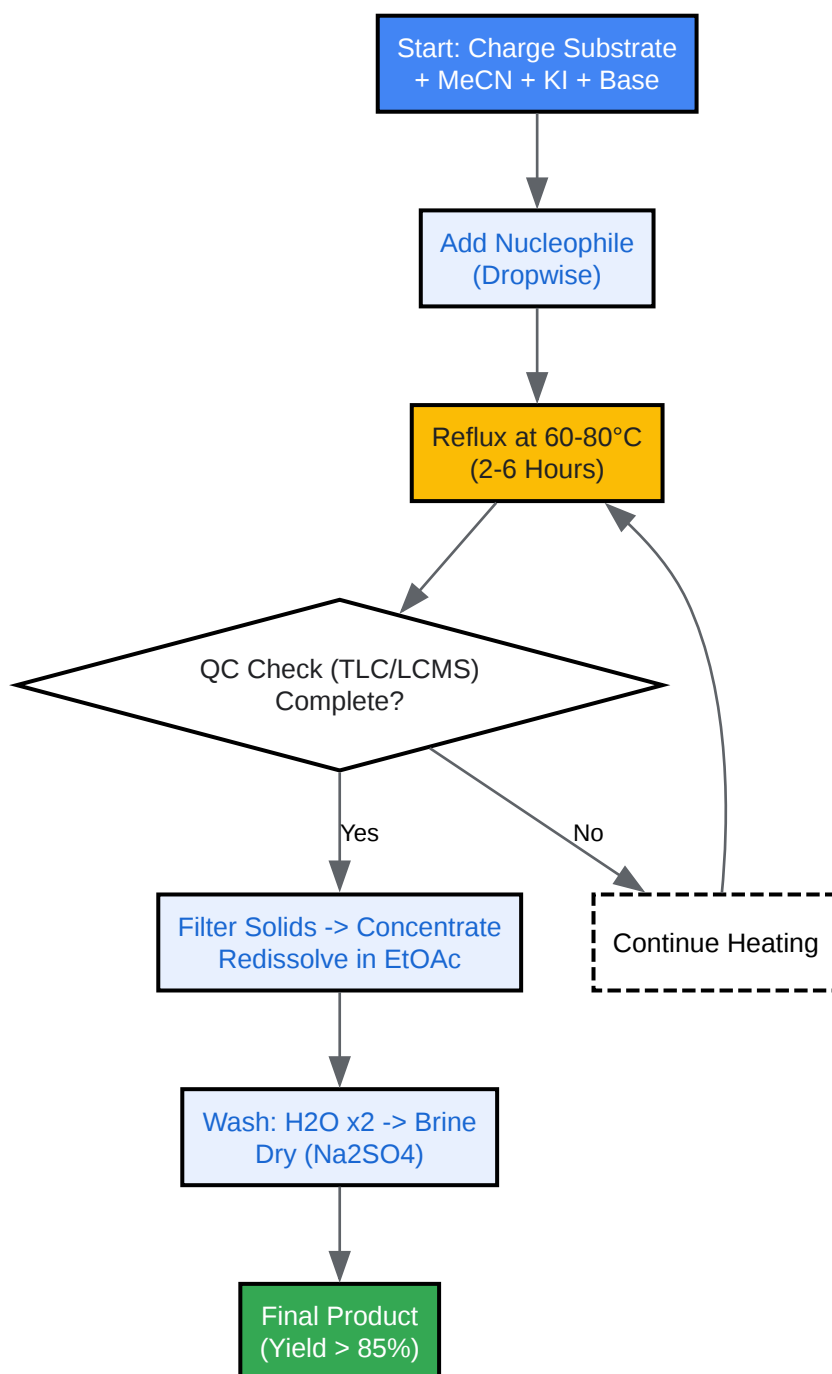 Start: Charge Substrate
+ MeCN + KI + Base
Add Nucleophile
(Dropwise)
Reflux at 60-80°C
(2-6 Hours)
QC Check (TLC/LCMS)
Complete?
Yes
No
Filter Solids -> Concentrate
Redissolve in EtOAc
Continue Heating
Wash: H2O x2 -> Brine
Dry (Na2SO4)
Final Product
(Yield > 85%)